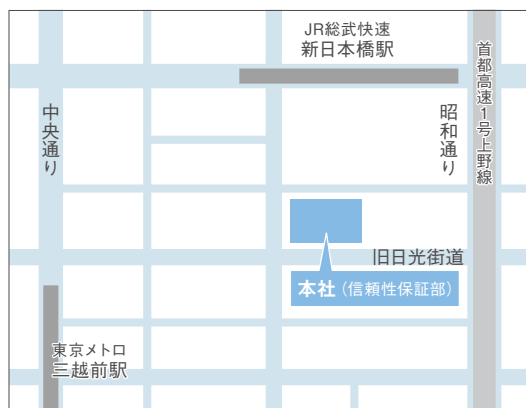 JR総武快速
新日本橋駅
首都高速1号上野線
中央通り
昭和通り
旧日光街道
本社（信頼性保証部）
東京メトロ
三越前駅